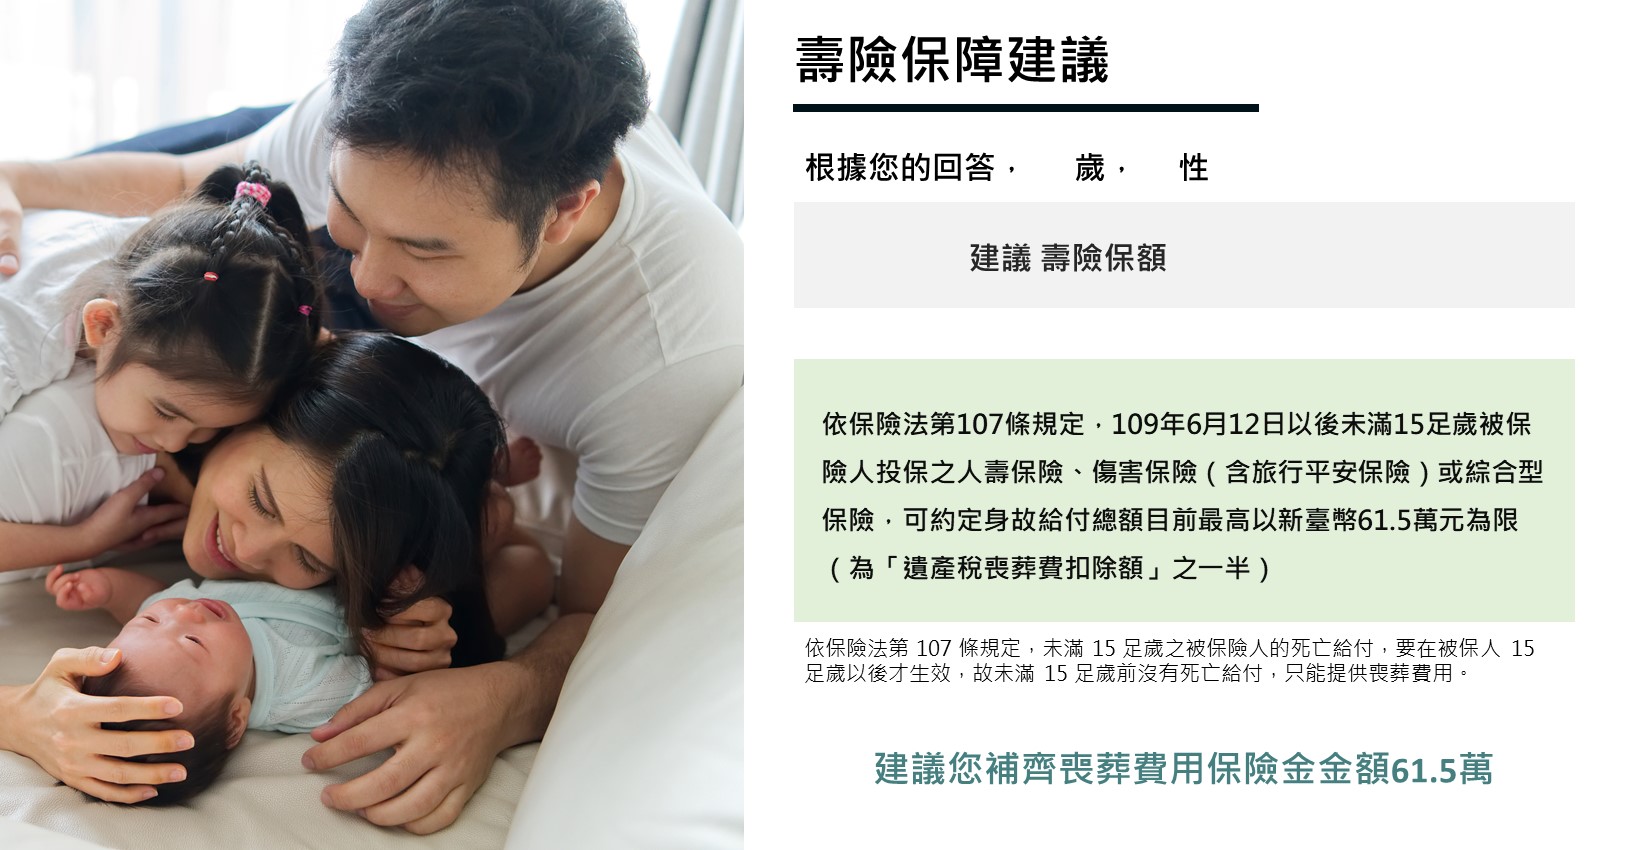 壽險保障建議
根據您的回答，　歲，　性
建議 壽險保額
依保險法第107條規定，109年6月12日以後未滿15足歲被保
險人投保之人壽保險、傷害保險（含旅行平安保險）或綜合型
保險，可約定身故給付總額目前最高以新臺幣61.5萬元為限
（為「遺產稅喪葬費扣除額」之一半）
依保險法第 107 條規定，未滿 15 足歲之被保險人的死亡給付，要在被保人 15
足歲以後才生效，故未滿 15 足歲前沒有死亡給付，只能提供喪葬費用。
建議您補齊喪葬費用保險金金額61.5萬